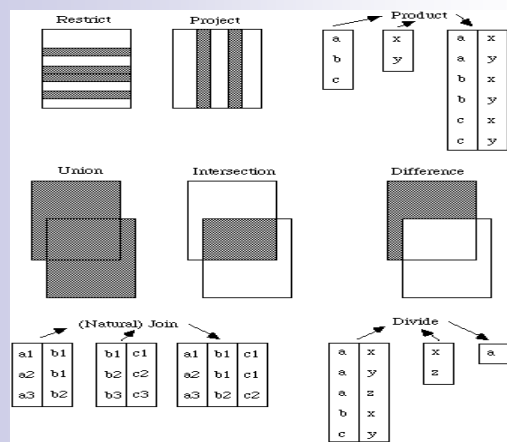 Restrict
Project
Product
a
b
c
x
y
a x
a y
b x
b y
c x
c y
Union
Intersection
Difference
(Natural) Join
a1 b1
a2 b1
a3 b2
b1 c1
b2 c2
b3 c3
a1 b1 c1
a2 b1 c1
a3 b2 c2
Divide
a x
a y
a z
b x
c y
x
z
a